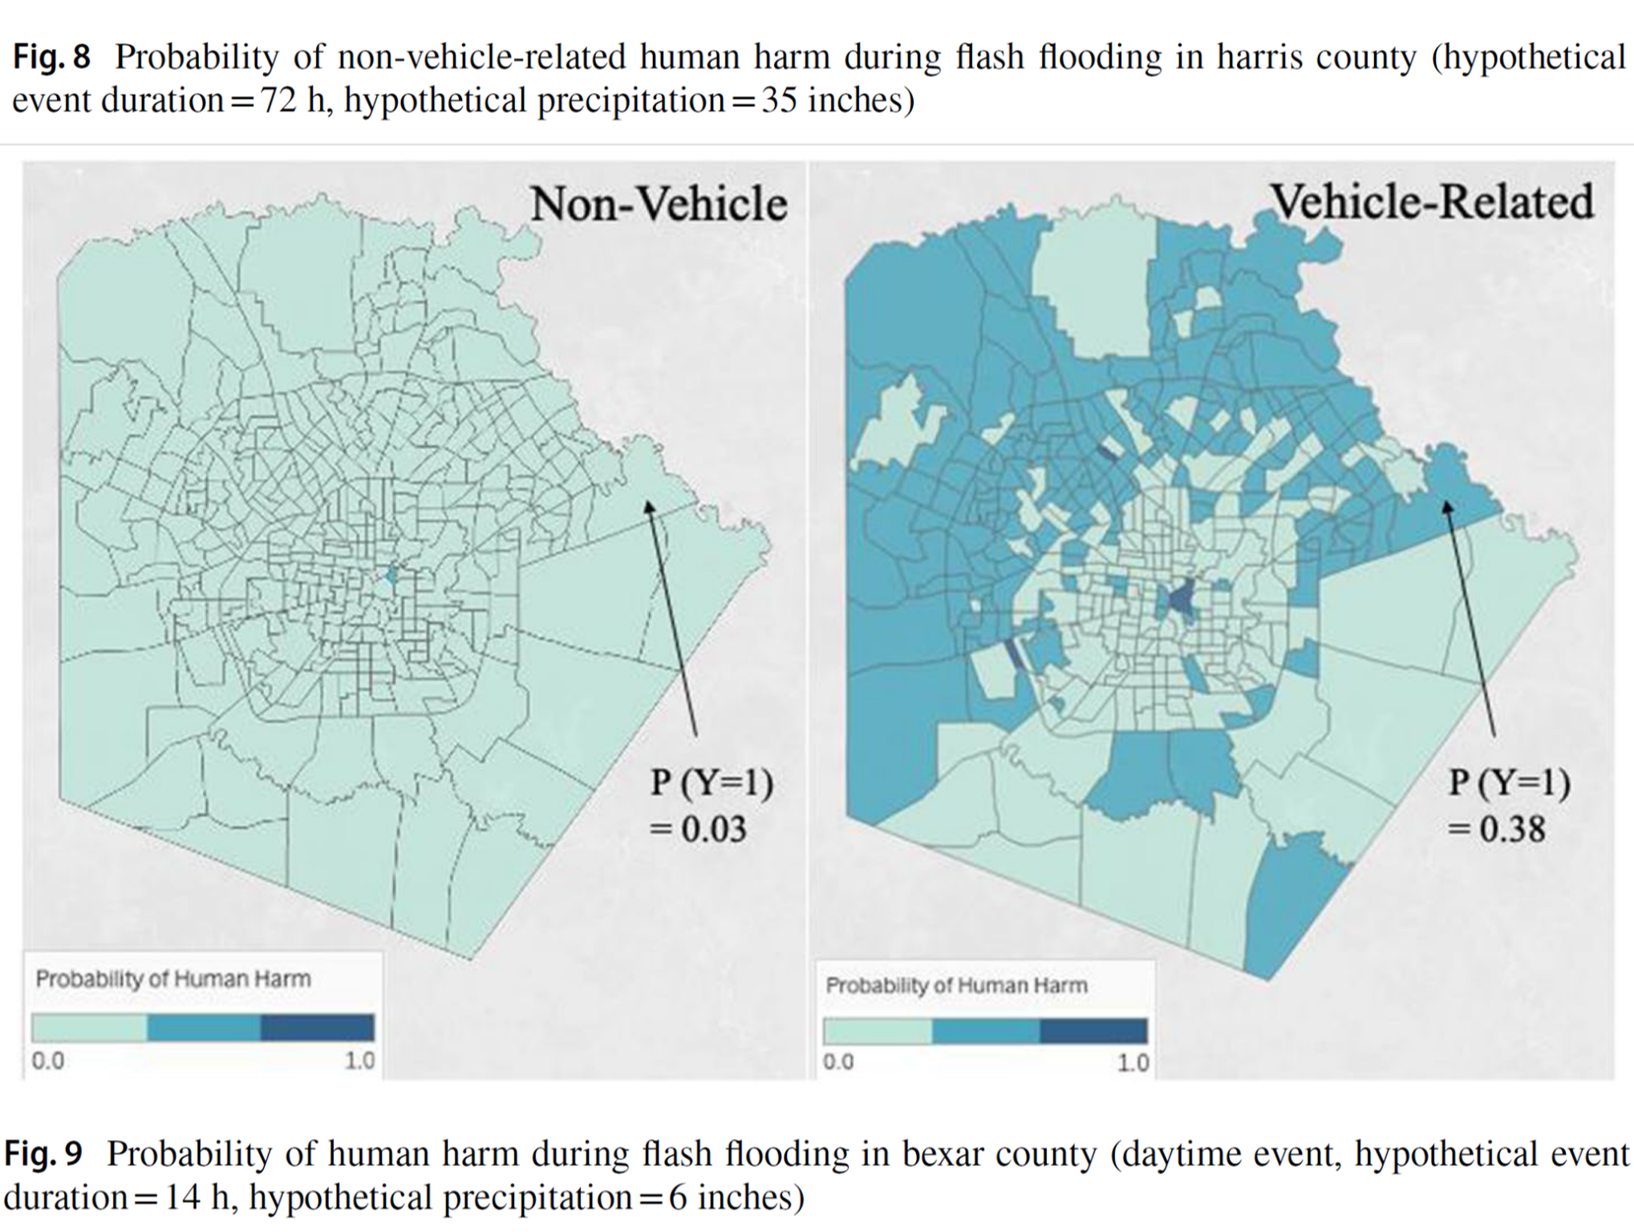 Fig. 8 Probability of non-vehicle-related human harm during flash flooding in harris county (hypothetical
event duration = 72 h, hypothetical precipitation = 35 inches)
Non-Vehicle
Vehicle-Related
P (Y=1)
= 0.03
P (Y=1)
= 0.38
Probability of Human Harm
0.0 1.0
Probability of Human Harm
0.0 1.0
Fig. 9 Probability of human harm during flash flooding in bexar county (daytime event, hypothetical event
duration = 14 h, hypothetical precipitation = 6 inches)